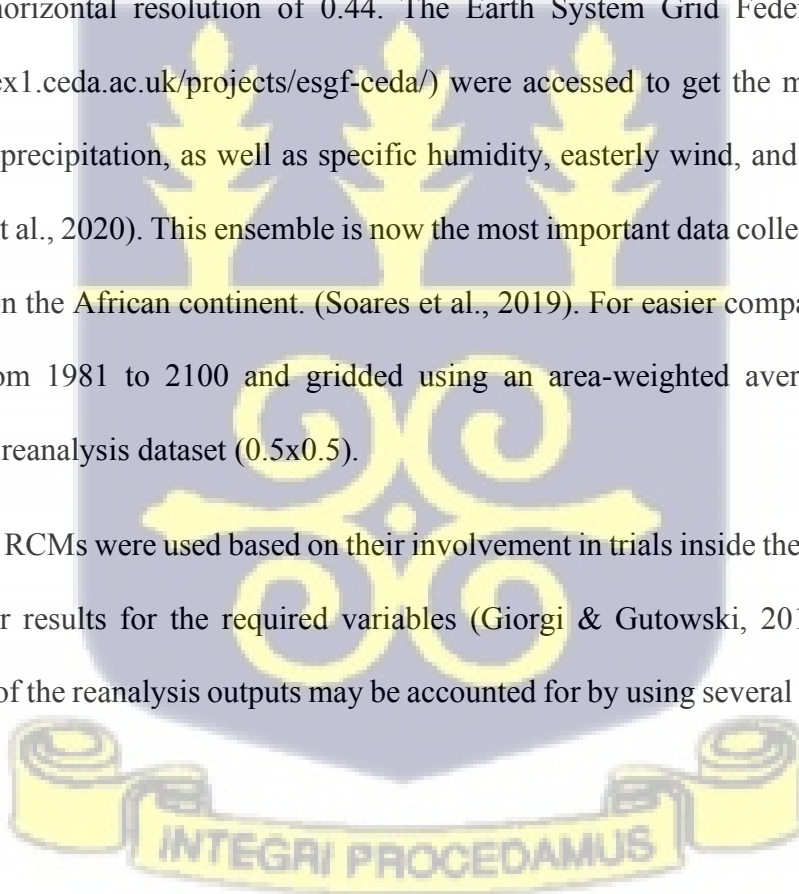 horizontal resolution of 0.44. The Earth System Grid Feder
ex1.ceda.ac.uk/projects/esgf-ceda/) were accessed to get the m
precipitation, as well as specific humidity, easterly wind, and
t al., 2020). This ensemble is now the most important data colle
n the African continent. (Soares et al., 2019). For easier compa
om 1981 to 2100 and gridded using an area-weighted aver
reanalysis dataset (0.5x0.5).
RCMs were used based on their involvement in trials inside the
r results for the required variables (Giorgi & Gutowski, 201
of the reanalysis outputs may be accounted for by using several
INTEGRI PROCEDAMUS